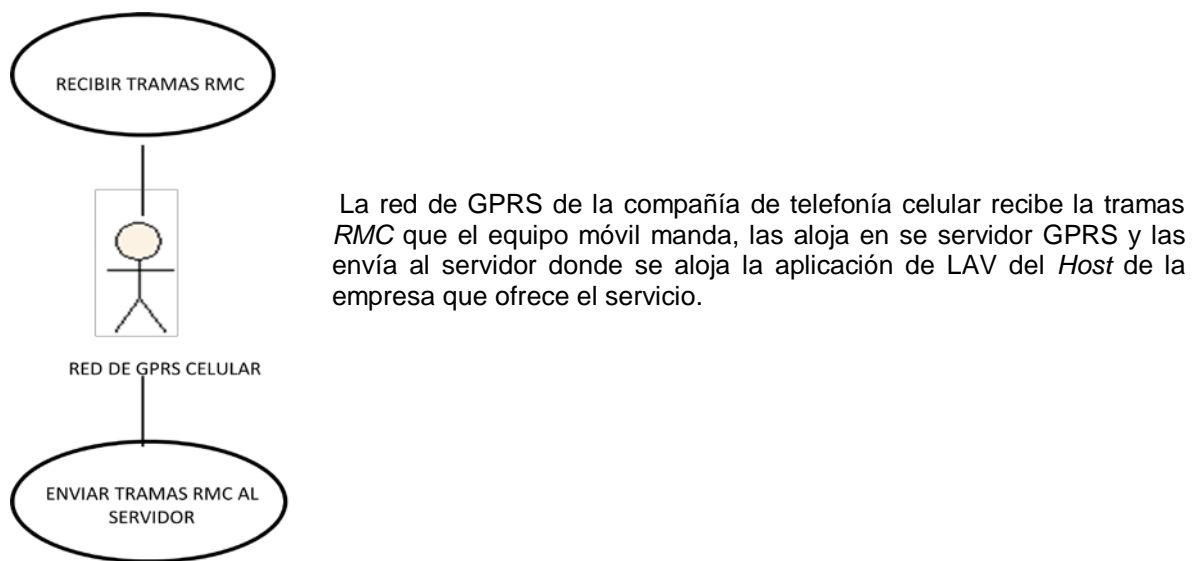 RECIBIR TRAMAS RMC
La red de GPRS de la compañía de telefonía celular recibe la tramas
RMC que el equipo móvil manda, las aloja en se servidor GPRS y las
envía al servidor donde se aloja la aplicación de LAV del Host de la
empresa que ofrece el servicio.
RED DE GPRS CELULAR
ENVIAR TRAMAS RMC AL
SERVIDOR